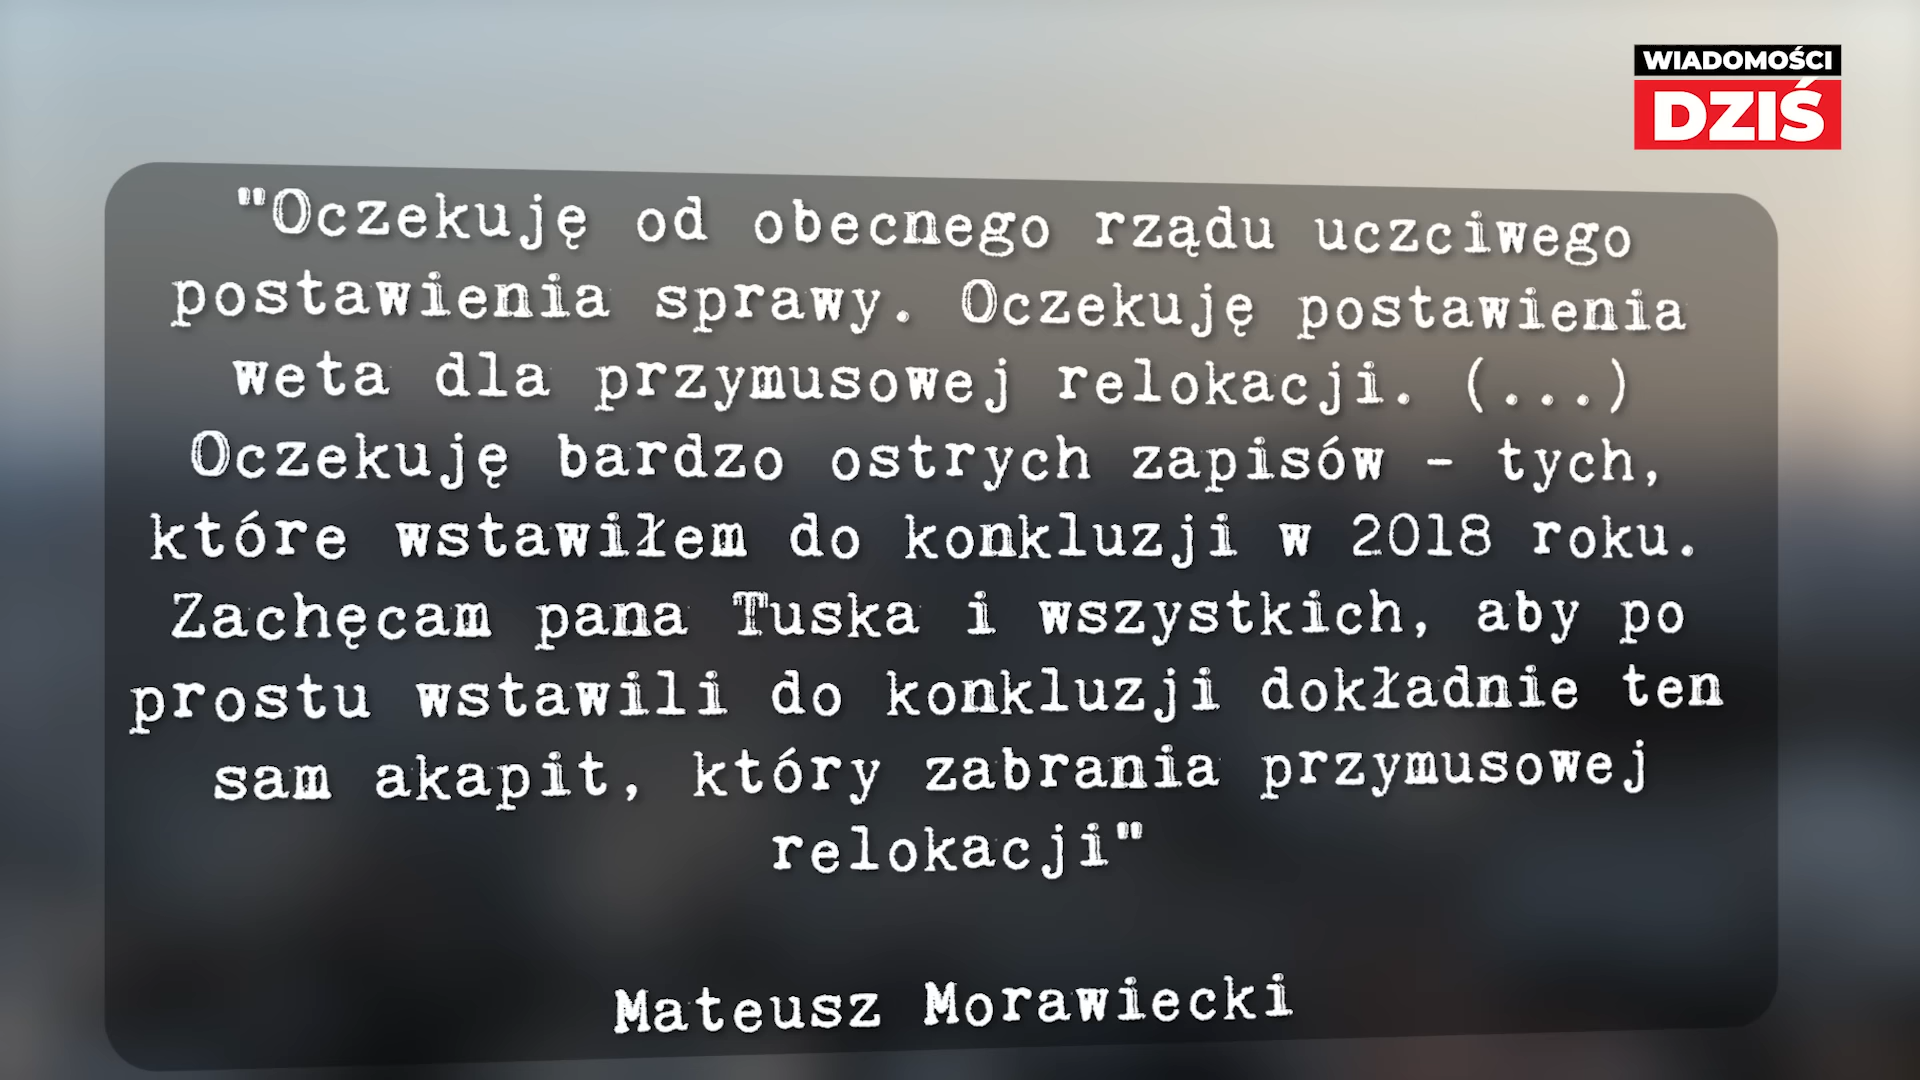 WIADOMOŚCI
DZIŚ
"Oczekuję od obecnego rządu uczciwego
postawienia sprawy. Oczekuję postawienia
weta dla przymusowej relokacji. (...)
Oczekuję bardzo ostrych zapisów - tych,
które wstawiłem do konkluzji w 2018 roku.
Zachęcam pana Tuska i wszystkich, aby po
prostu wstawili do konkluzji dokładnie ten
sam akapit, który zabrania przymusowej
relokacji"
Mateusz Morawiecki